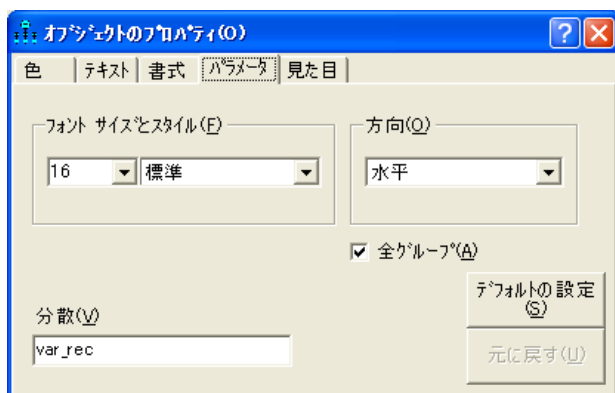 オブジェクトのプロパティ(O)
色 テキスト 書式 パラメータ 見た目
フォント サイズとスタイル(F) 方向(O)
16 標準 水平
全グループ(A)
デフォルトの設定
(S)
分散(V)
var_rec
元に戻す(U)